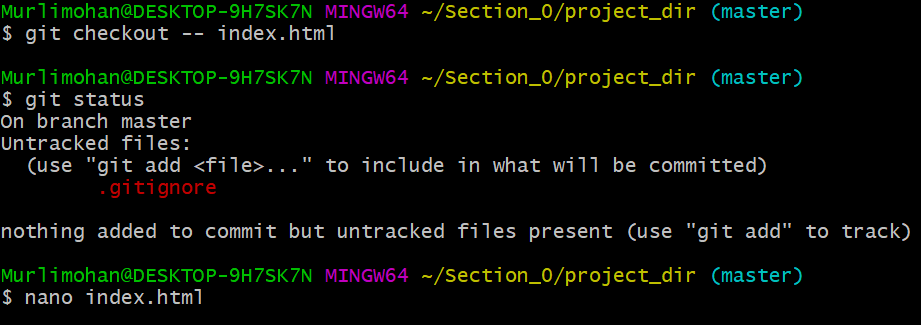 Murlimohan@DESKTOP-9H7SK7N MINGW64 ~/Section_0/project_dir (master)
$ git checkout -- index.html
Murlimohan@DESKTOP-9H7SK7N MINGW64 ~/Section_0/project_dir (master)
$ git status
On branch master
Untracked files:
  (use "git add <file>..." to include in what will be committed)
        .gitignore
nothing added to commit but untracked files present (use "git add" to track)
Murlimohan@DESKTOP-9H7SK7N MINGW64 ~/Section_0/project_dir (master)
$ nano index.html